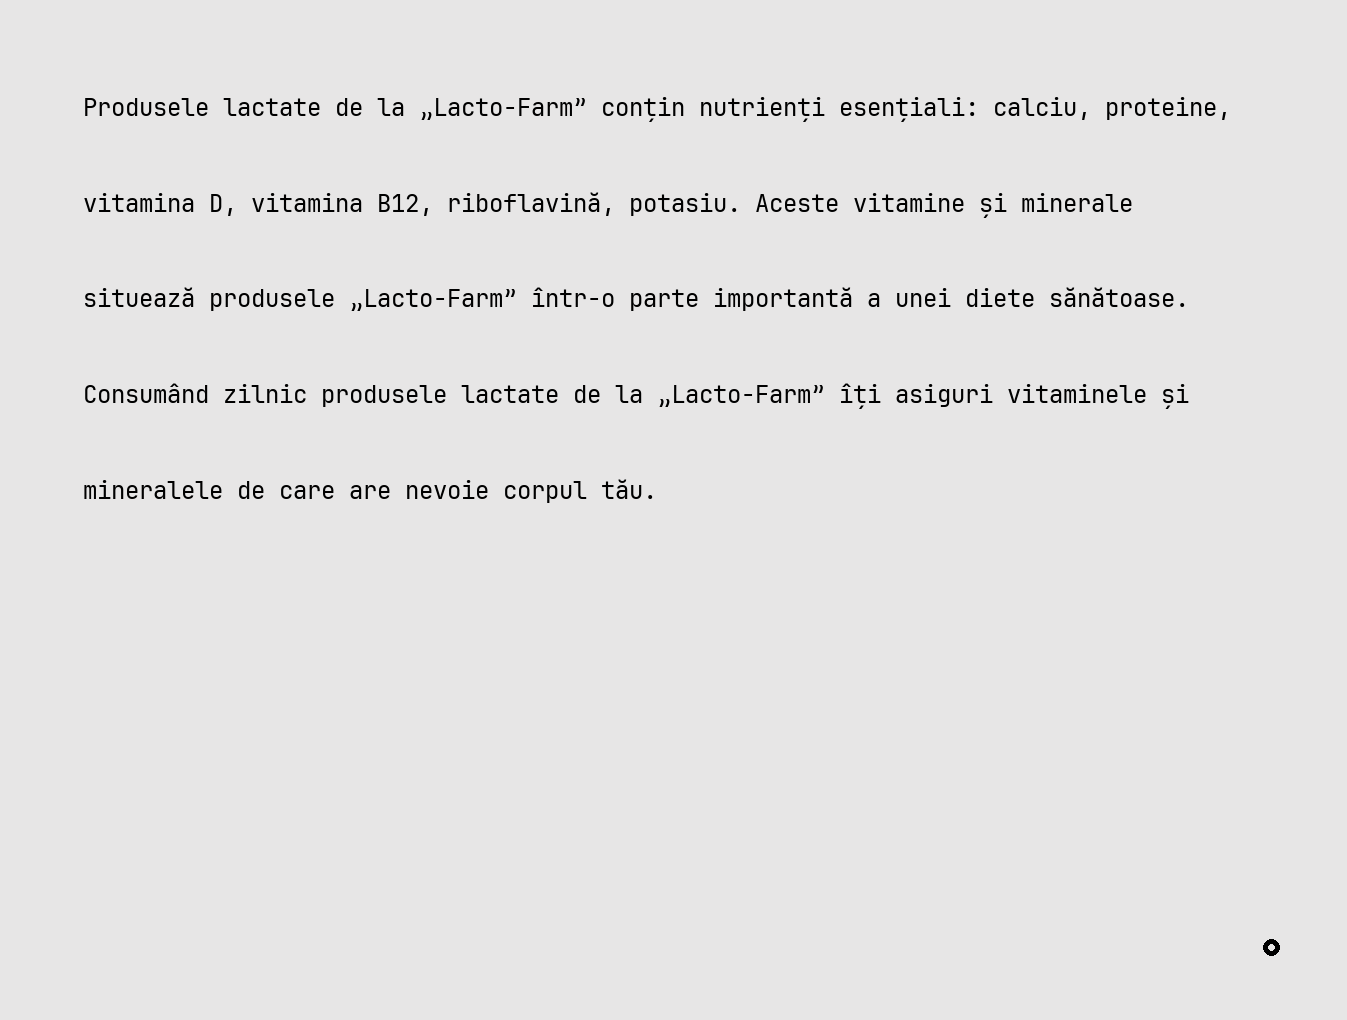 Produsele lactate de la „Lacto-Farm” conțin nutrienți esențiali: calciu, proteine,
vitamina D, vitamina B12, riboflavină, potasiu. Aceste vitamine și minerale
situează produsele „Lacto-Farm” într-o parte importantă a unei diete sănătoase.
Consumând zilnic produsele lactate de la „Lacto-Farm” îți asiguri vitaminele și
mineralele de care are nevoie corpul tău.